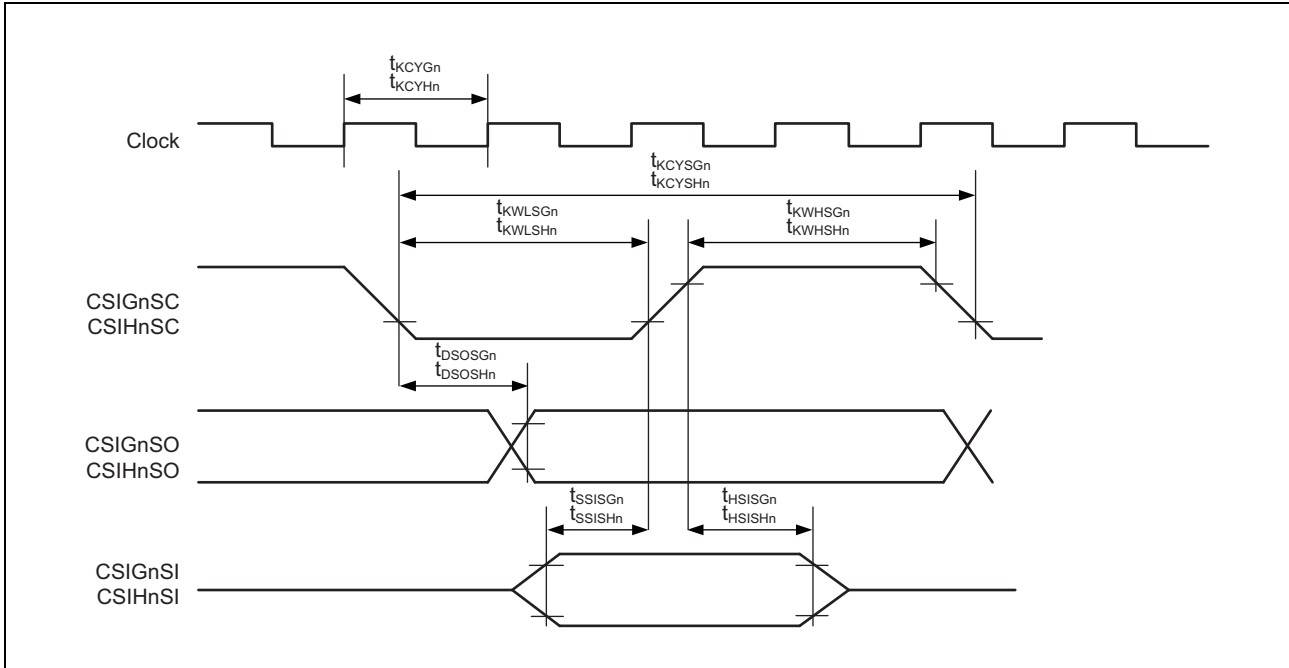 tKCYGn
tKCYHn
Clock
tKCYSGn
tKCYSHn
tKWLSGn
tKWLSHn
tKWHSGn
tKWHSHn
CSIGnSC
CSIHnSC
tDSOSGn
tDSOSHn
CSIGnSO
CSIHnSO
tSSISGn
tSSISHn
tHSISGn
tHSISHn
CSIGnSI
CSIHnSI